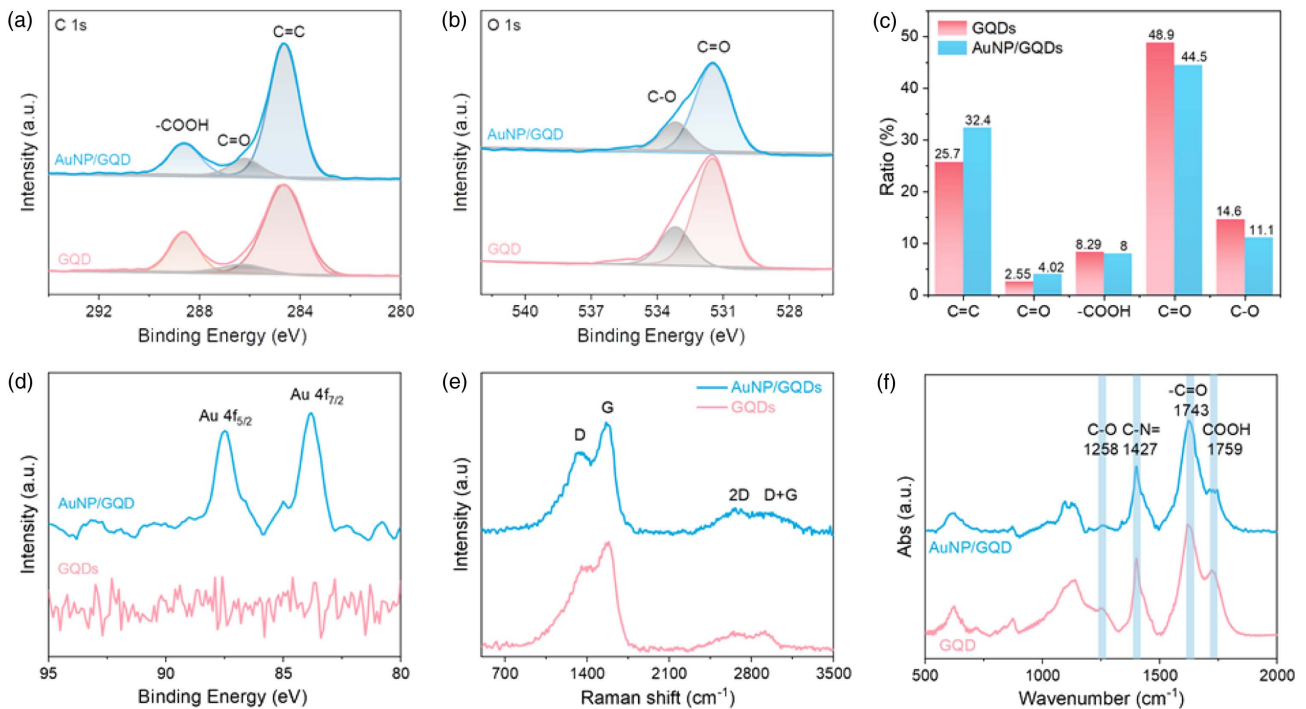 (a)
C 1s
C=C
-COOH
C=O
AuNP/GQD
GQD
Intensity (a.u.)
292 288 284 280
Binding Energy (eV)
(b)
O 1s
C=O
C-O
AuNP/GQD
GQD
Intensity (a.u.)
540 537 534 531 528
Binding Energy (eV)
(c)
GQDs
AuNP/GQDs
50
40
30
20
10
0
Ratio (%)
25.7 32.4 2.55 4.02 8.29 8 48.9 44.5 14.6 11.1
C=C C=O -COOH C=O C-O
(d)
Au 4f5/2
Au 4f7/2
AuNP/GQD
GQDs
Intensity (a.u.)
95 90 85 80
Binding Energy (eV)
(e)
AuNP/GQDs
GQDs
G
D
2D D+G
Intensity (a.u)
700 1400 2100 2800 3500
Raman shift (cm-1)
(f)
-C=O
1743
C-O C-N= COOH
1258 1427 1759
AuNP/GQD
GQD
Abs (a.u.)
500 1000 1500 2000
Wavenumber (cm-1)